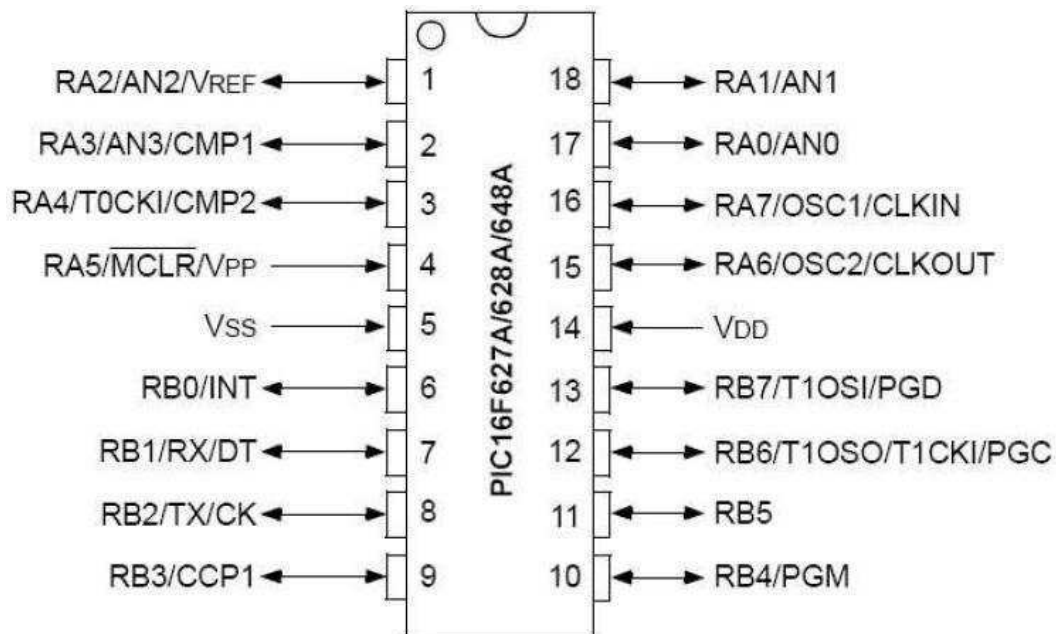 RA2/AN2/VREF 1 18 RA1/AN1
RA3/AN3/CMP1 2 17 RA0/AN0
RA4/T0CKI/CMP2 3 16 RA7/OSC1/CLKIN
RA5/MCLR/VPP 4 15 RA6/OSC2/CLKOUT
VSS 5 14 VDD
RB0/INT 6 13 RB7/T1OSI/PGD
RB1/RX/DT 7 12 RB6/T1OSO/T1CKI/PGC
RB2/TX/CK 8 11 RB5
RB3/CCP1 9 10 RB4/PGM
PIC16F627A/628A/648A